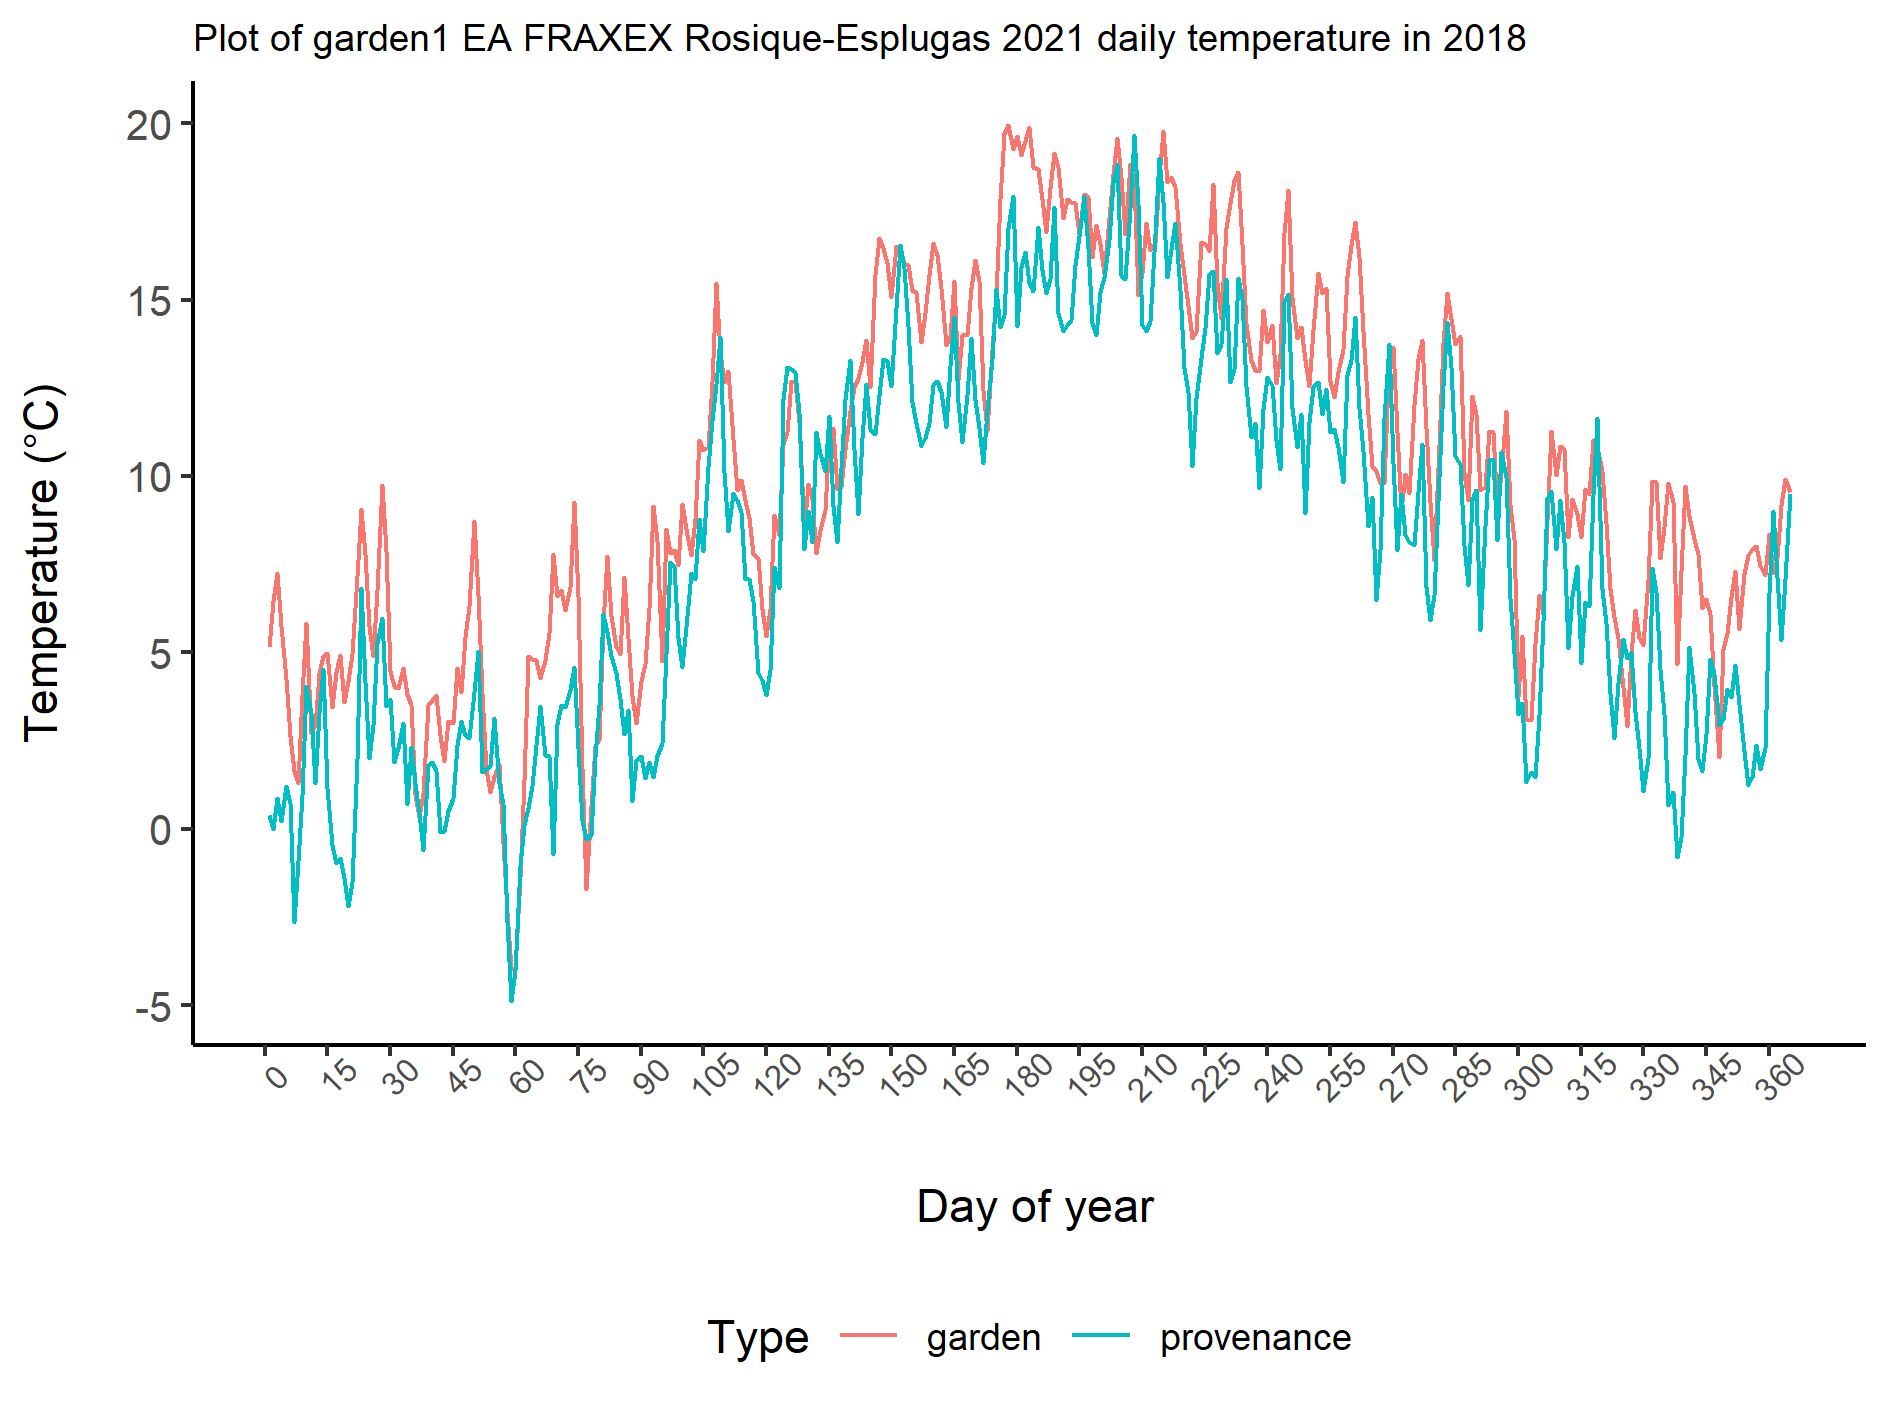 Plot of garden1 EA FRAXEX Rosique-Esplugas 2021 daily temperature in 2018
Temperature (°C)
20
15
10
5
0
-5
0 15 30 45 60 75 90 105 120 135 150 165 180 195 210 225 240 255 270 285 300 315 330 345 360
Day of year
Type garden provenance